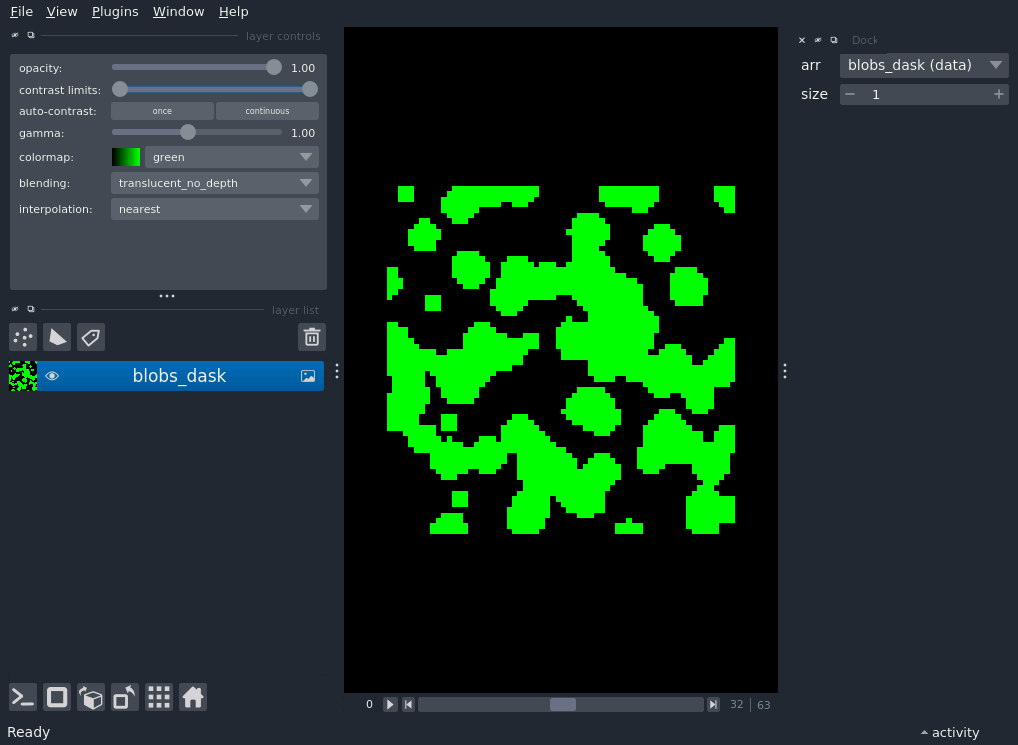 File View Plugins Window Help
layer controls
opacity: 1.00
contrast limits:
auto-contrast: once continuous
gamma: 1.00
colormap: green
blending: translucent_no_depth
interpolation: nearest
layer list
blobs_dask
0 32 63
Dock
arr blobs_dask (data)
size 1
Ready
activity